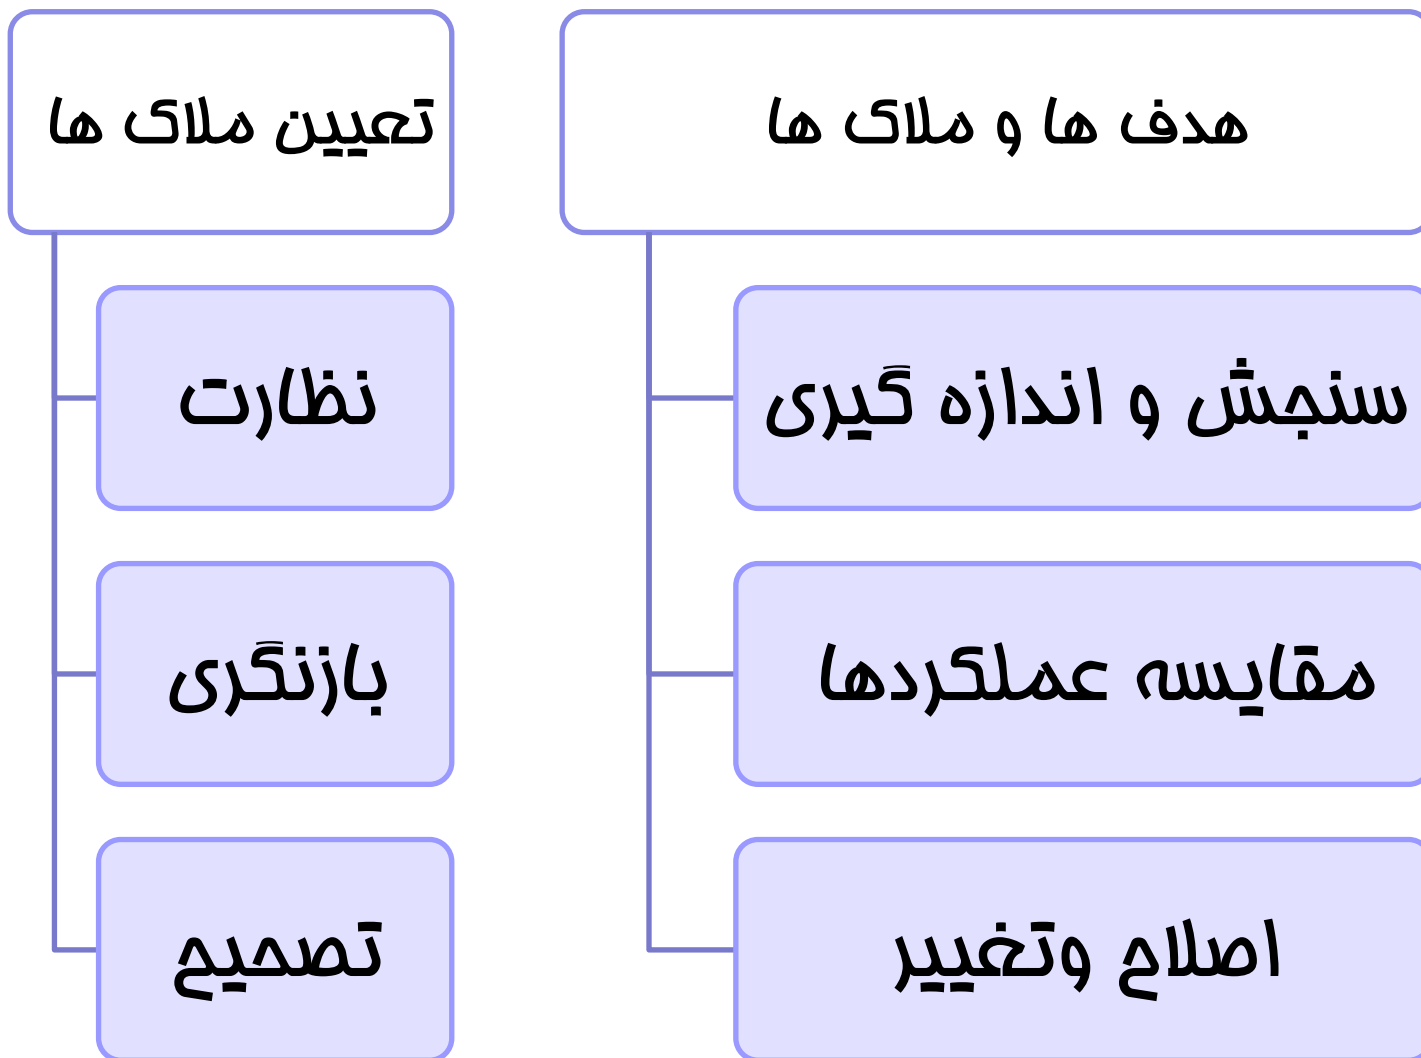 هدف ها و ملاک ها
سنجش و اندازه گیری
مقایسه عملکردها
اصلاح وتغییر
تعیین ملاک ها
نظارت
بازنگری
تصحیح